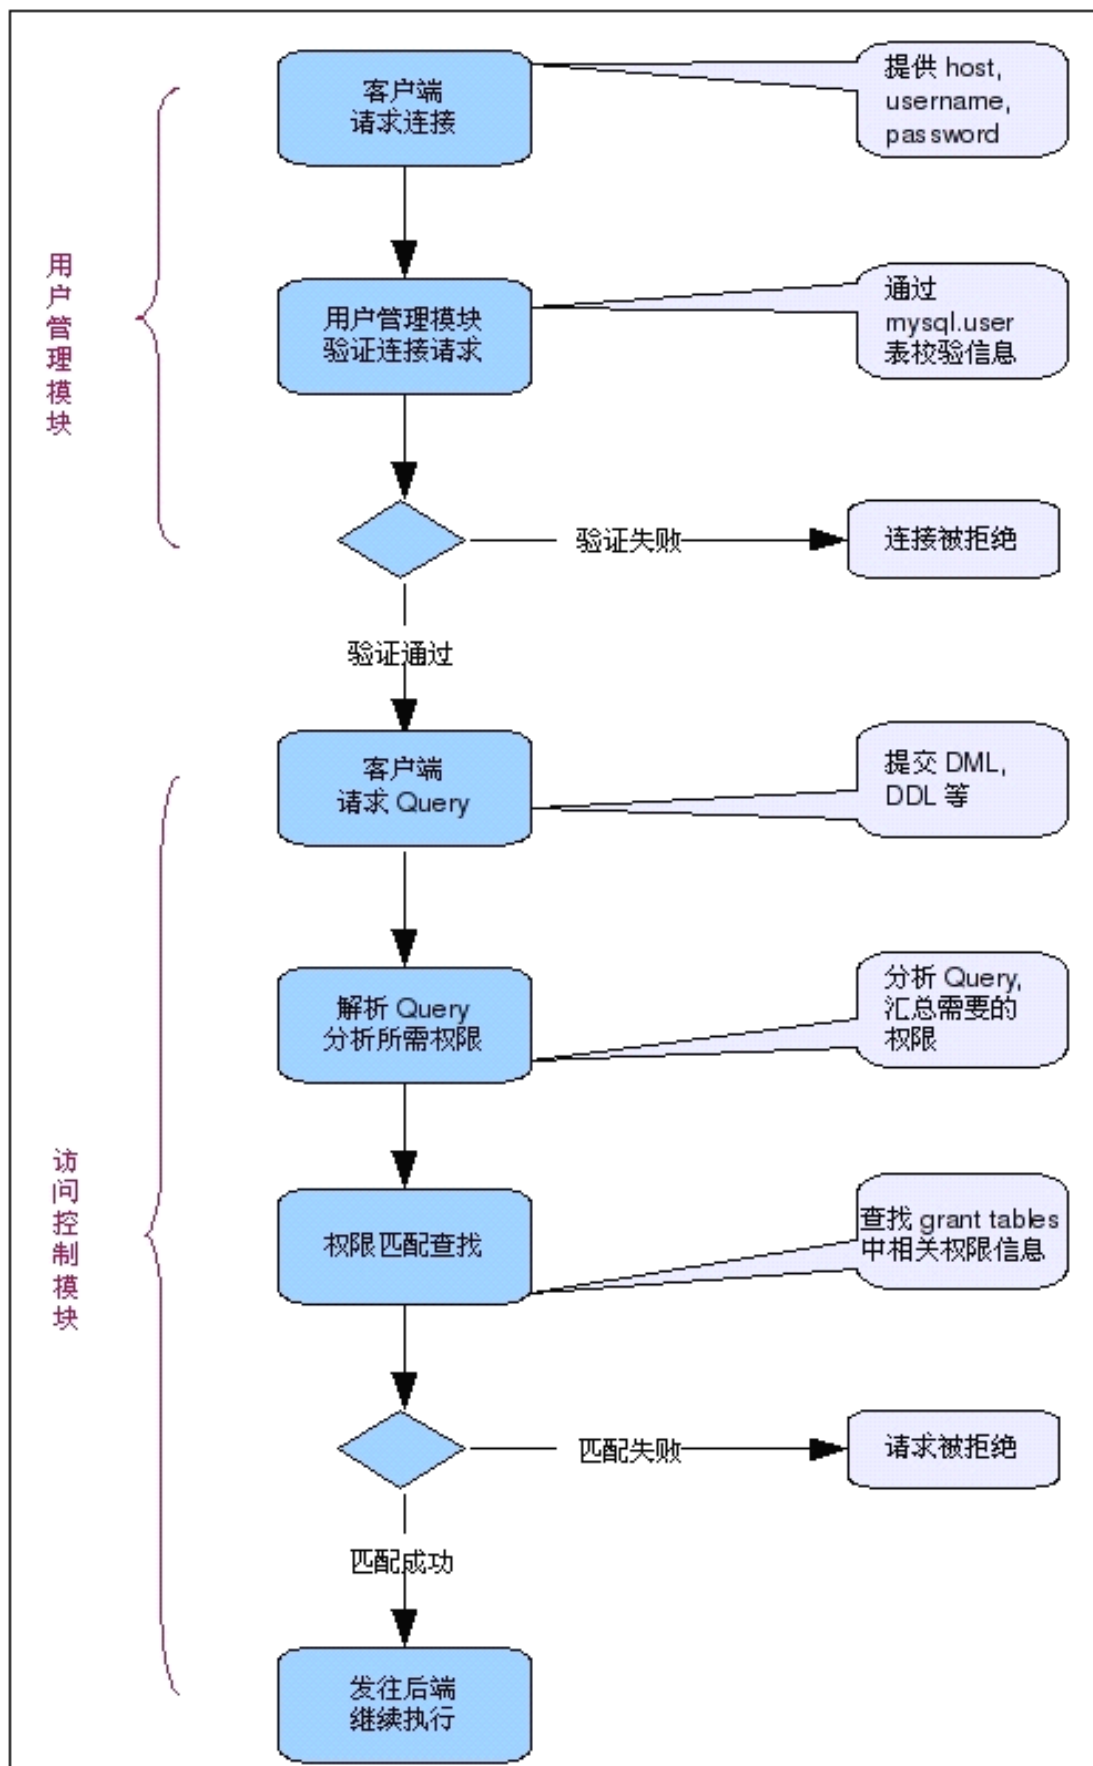 客户端
请求连接
提供 host,
username,
password
用户管理模块
用户管理模块
验证连接请求
通过
mysql.user
表校验信息
验证失败
连接被拒绝
验证通过
客户端
请求 Query
提交 DML,
DDL 等
解析 Query
分析所需权限
分析 Query,
汇总需要的
权限
访问控制模块
权限匹配查找
查找 grant tables
中相关权限信息
匹配失败
请求被拒绝
匹配成功
发往后端
继续执行